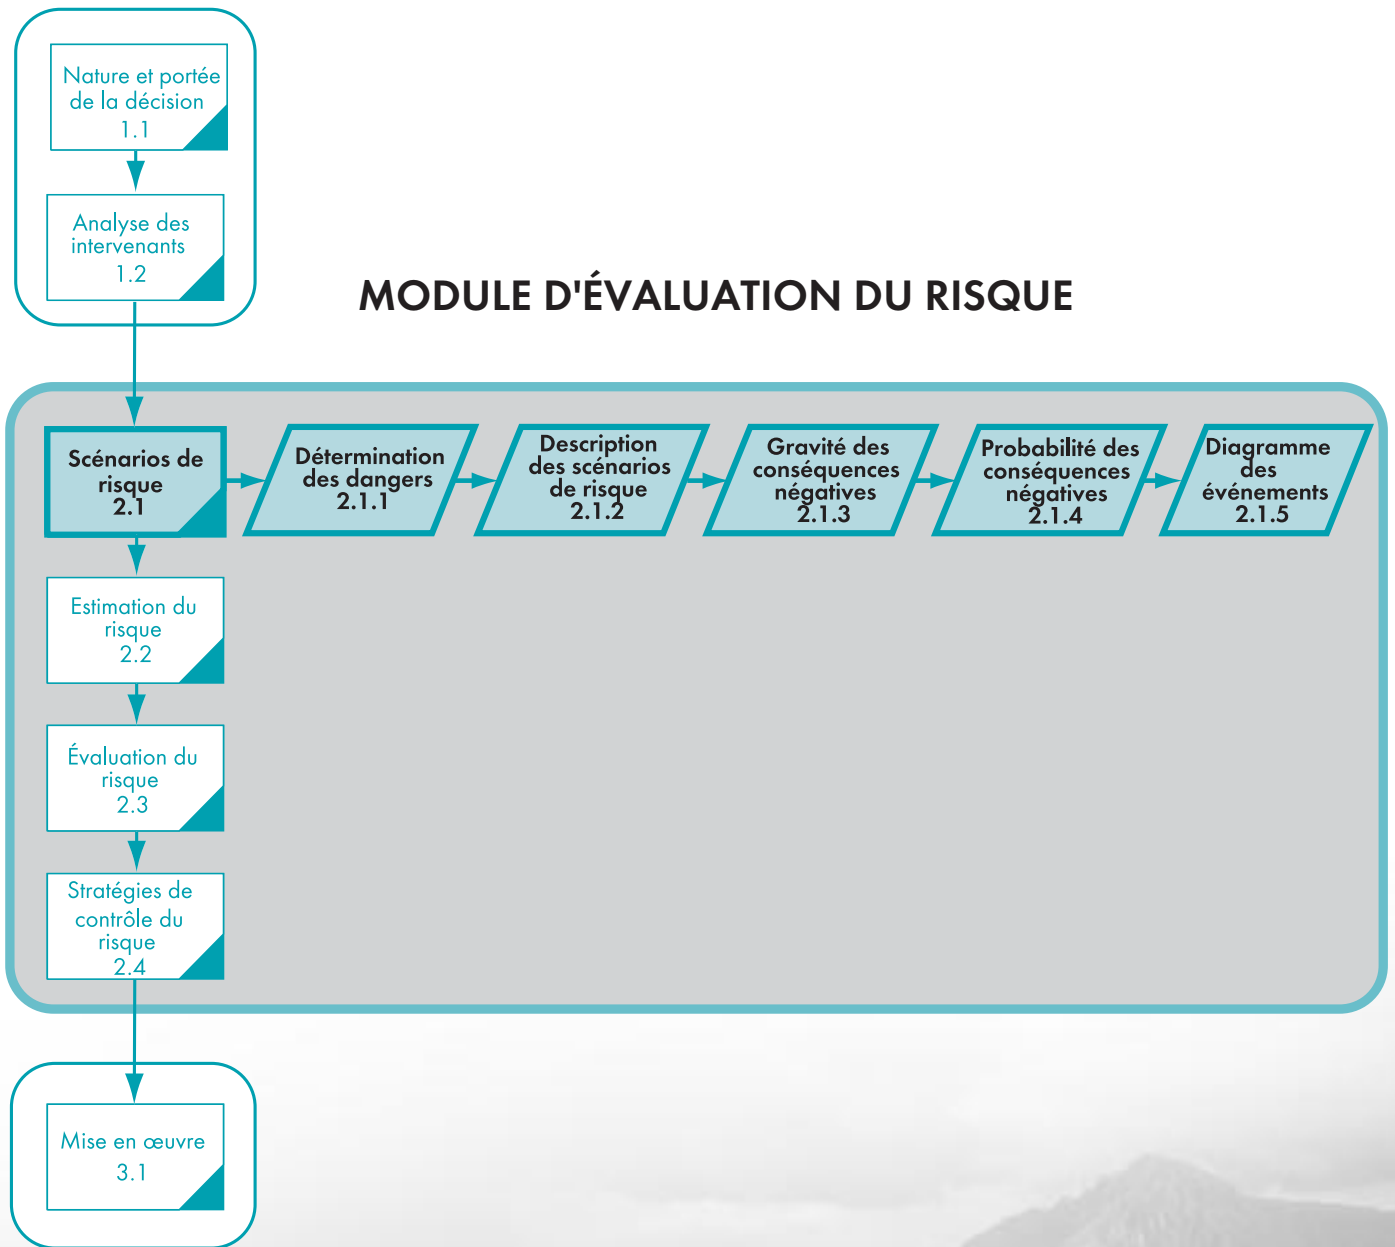 Nature et portée
de la décision
1.1
Analyse des
intervenants
1.2
MODULE D'ÉVALUATION DU RISQUE
Scénarios de
risque
2.1
Détermination
des dangers
2.1.1
Description
des scénarios
de risque
2.1.2
Gravité des
conséquences
négatives
2.1.3
Probabilité des
conséquences
négatives
2.1.4
Diagramme
des
événements
2.1.5
Estimation du
risque
2.2
Évaluation du
risque
2.3
Stratégies de
contrôle du
risque
2.4
Mise en œuvre
3.1